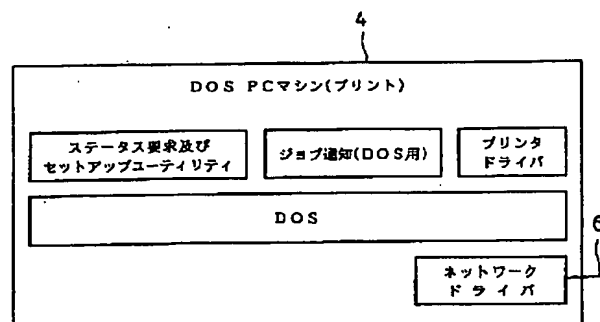 4
DOS PCマシン(プリント)
ステータス要求及び
セットアップユーティリティ
ジョブ通知(DOS用)
プリンタ
ドライバ
DOS
6
ネットワーク
ドライバ